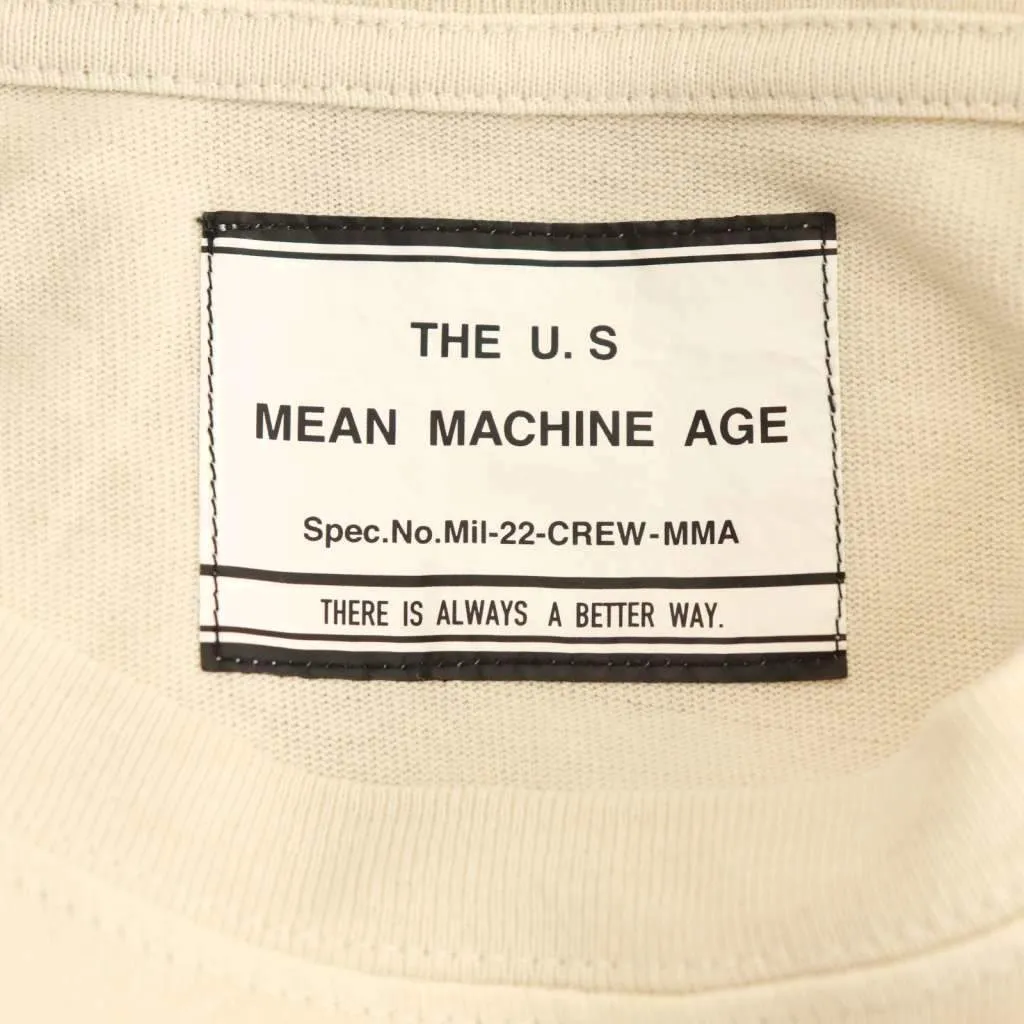 THE U. S
MEAN MACHINE AGE
Spec.No.Mil-22-CREW-MMA
THERE IS ALWAYS A BETTER WAY.